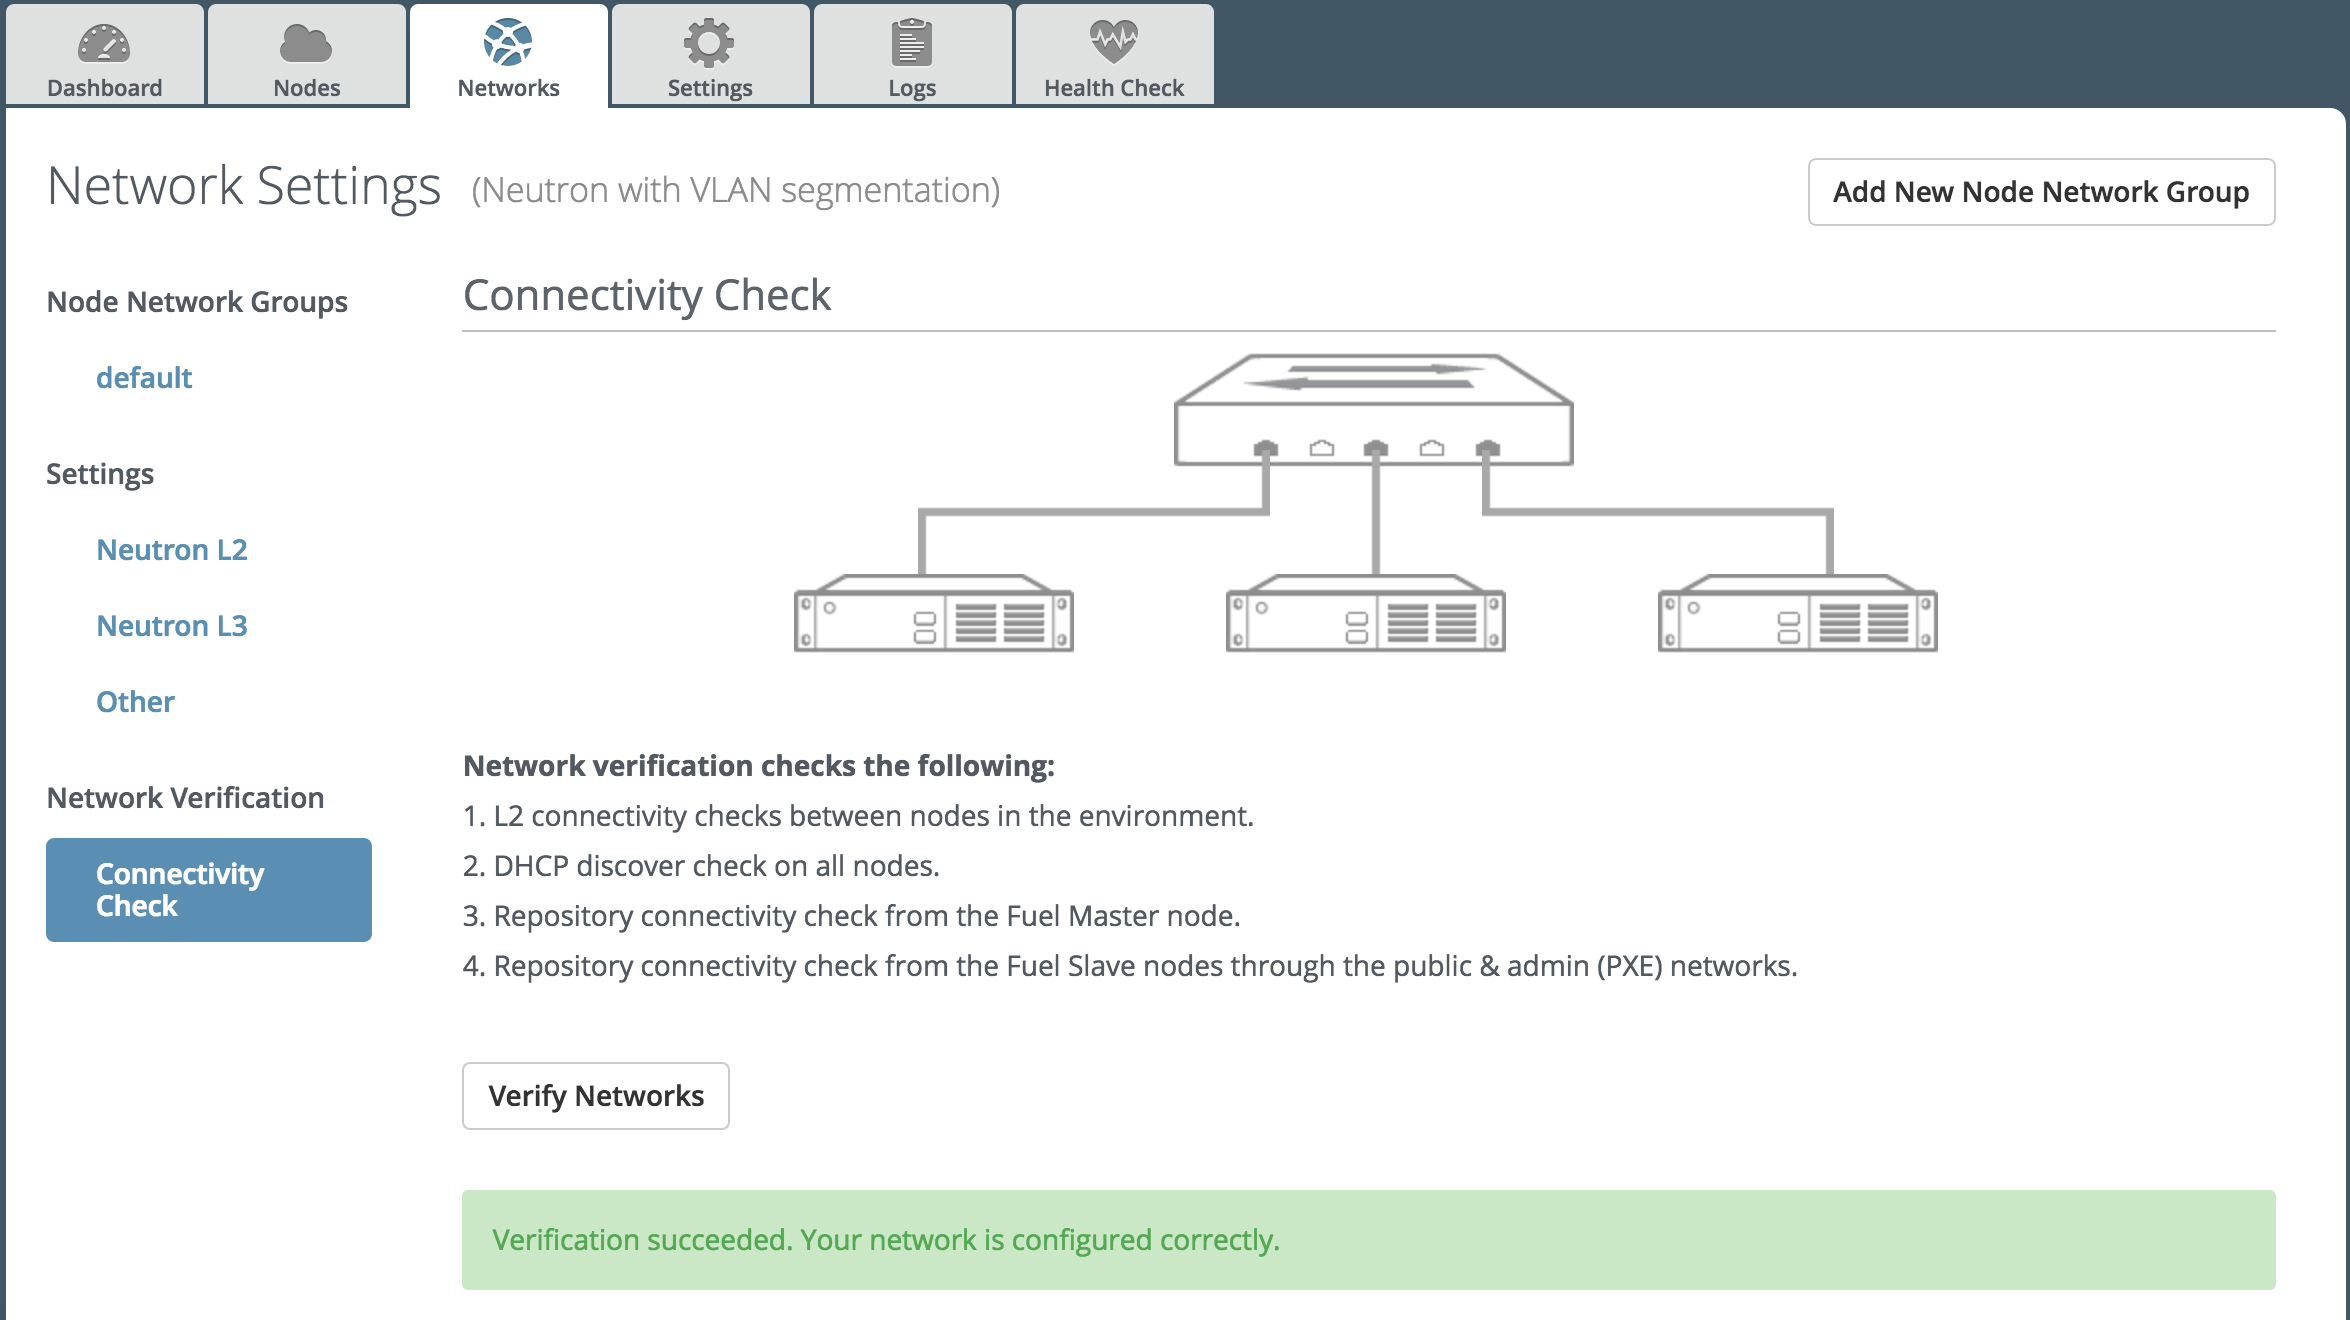 Dashboard
Nodes
Networks
Settings
Logs
Health Check
Network Settings (Neutron with VLAN segmentation)
Add New Node Network Group
Node Network Groups
default
Settings
Neutron L2
Neutron L3
Other
Network Verification
Connectivity
Check
Connectivity Check
Network verification checks the following:
1. L2 connectivity checks between nodes in the environment.
2. DHCP discover check on all nodes.
3. Repository connectivity check from the Fuel Master node.
4. Repository connectivity check from the Fuel Slave nodes through the public & admin (PXE) networks.
Verify Networks
Verification succeeded. Your network is configured correctly.